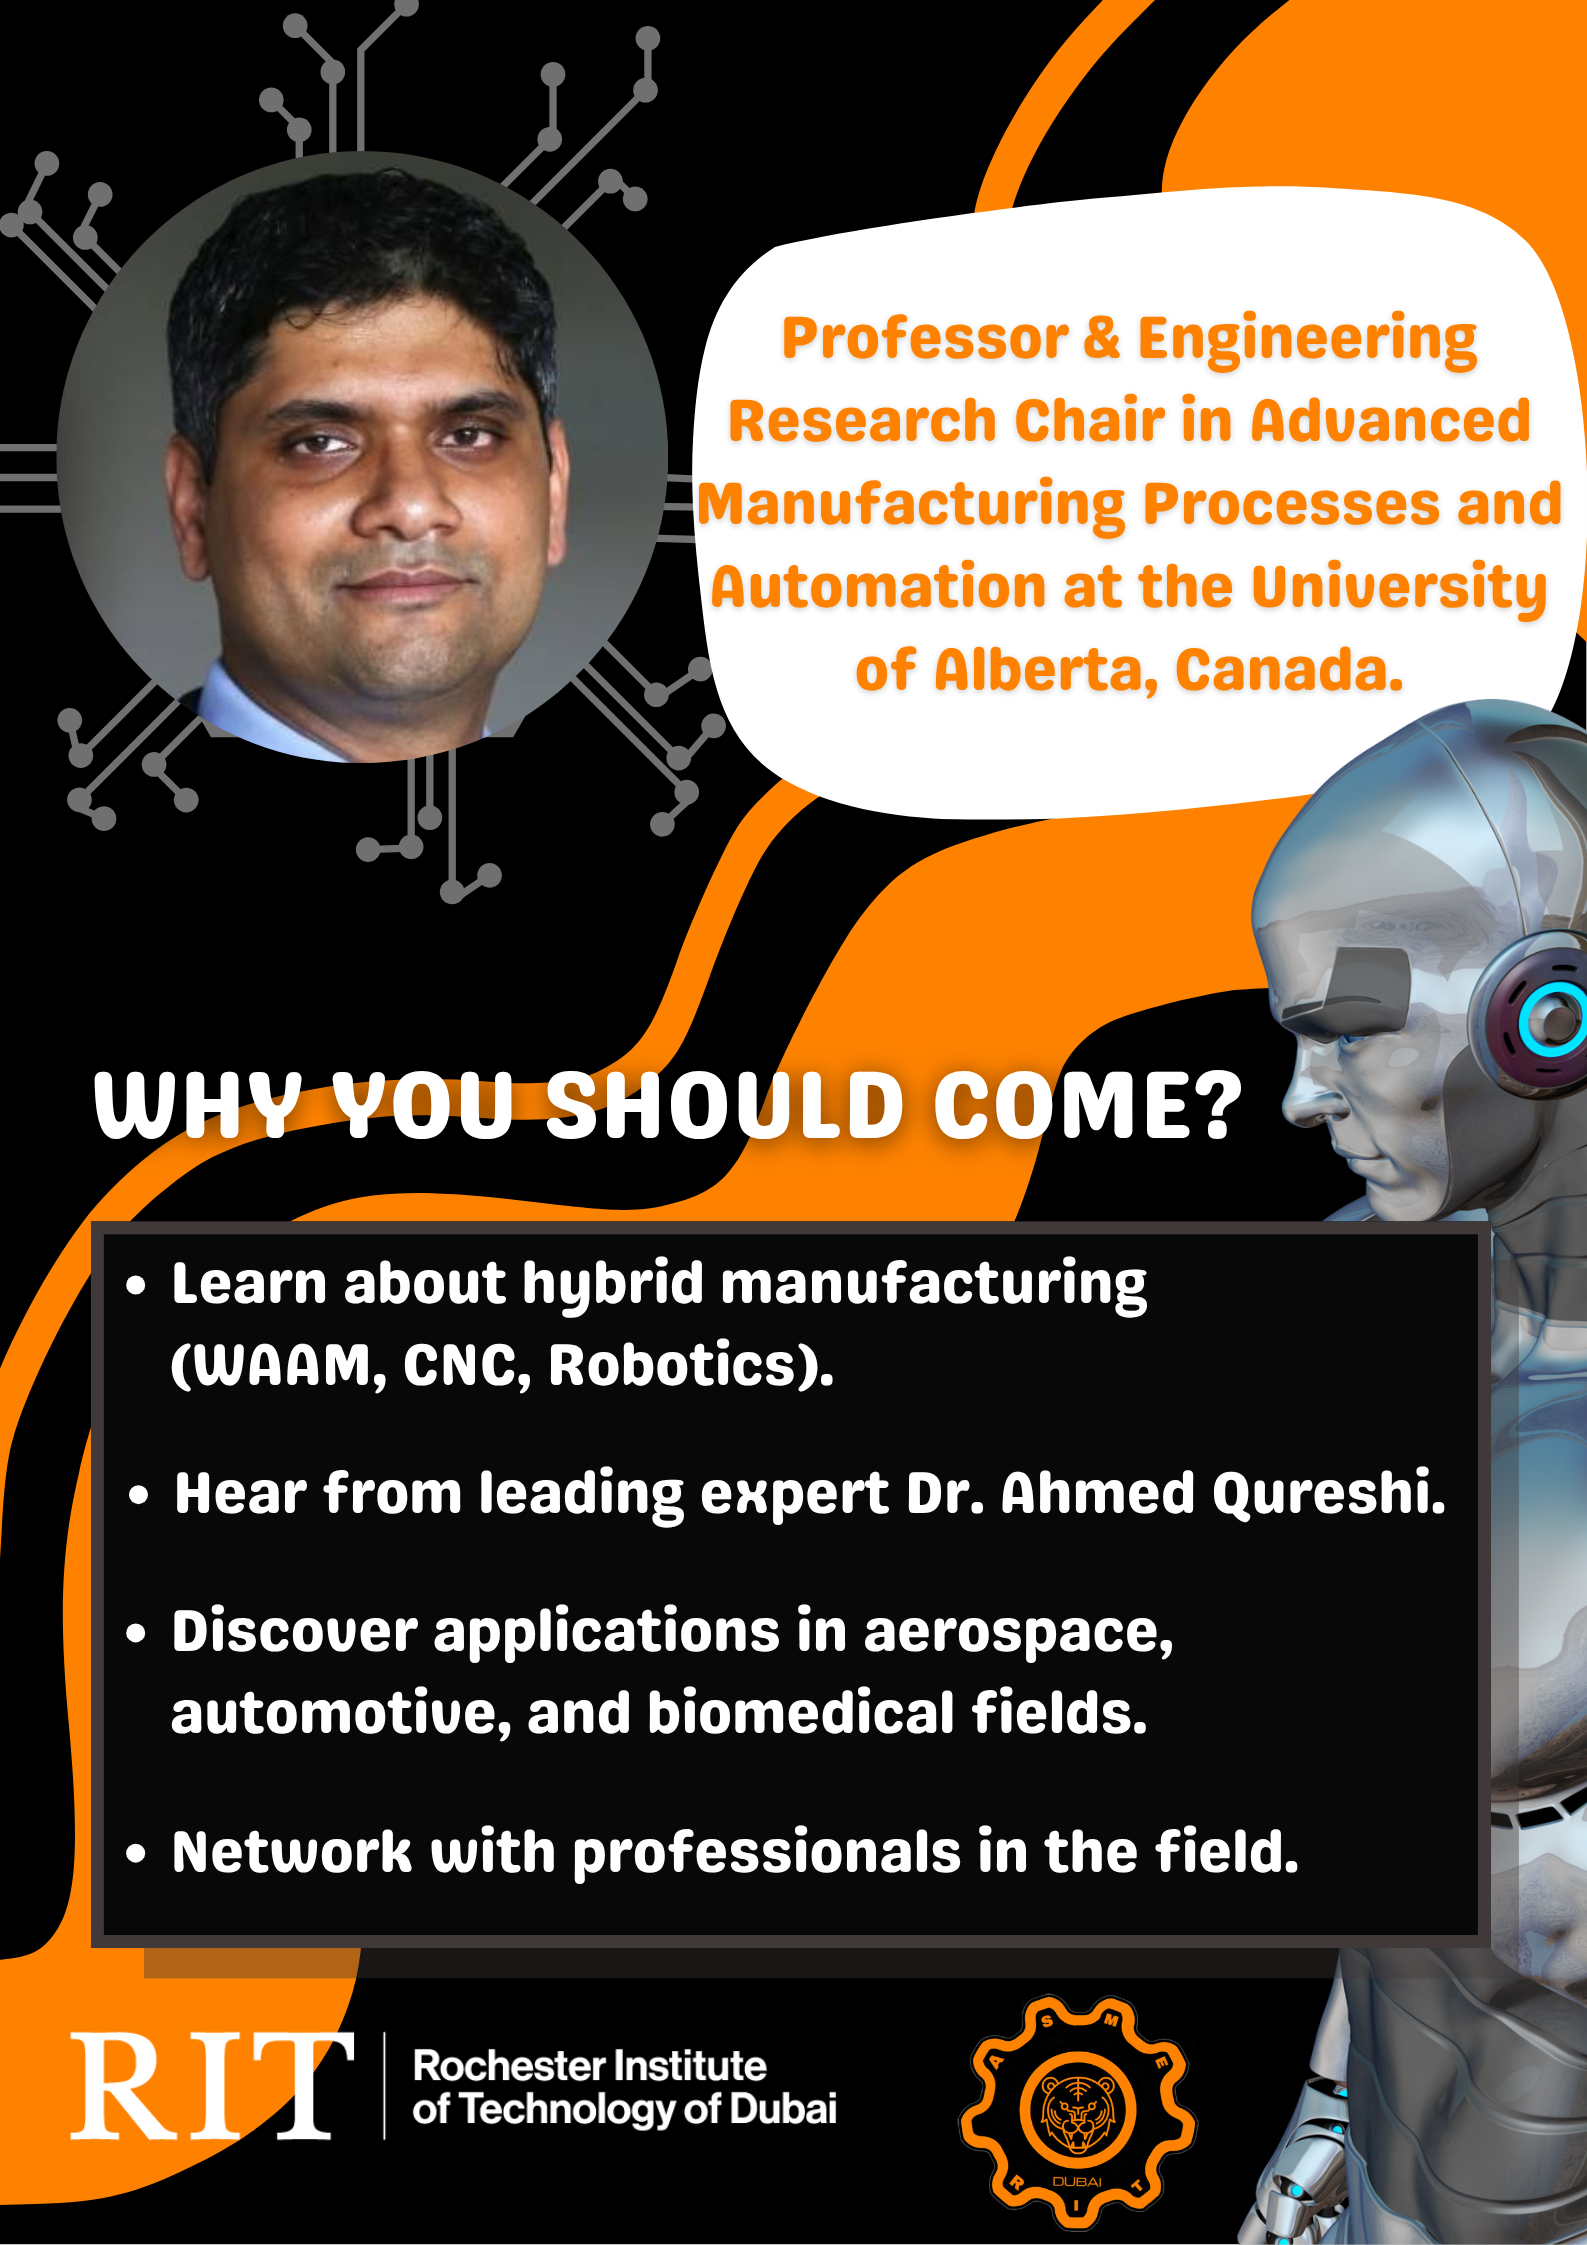 Professor & Engineering
Research Chair in Advanced
Manufacturing Processes and
Automation at the University
of Alberta, Canada.
WHY YOU SHOULD COME?
• Learn about hybrid manufacturing
(WAAM, CNC, Robotics).
• Hear from leading expert Dr. Ahmed Qureshi.
• Discover applications in aerospace,
automotive, and biomedical fields.
• Network with professionals in the field.
RIT
Rochester Institute
of Technology of Dubai
ASME
DUBAI
RIT